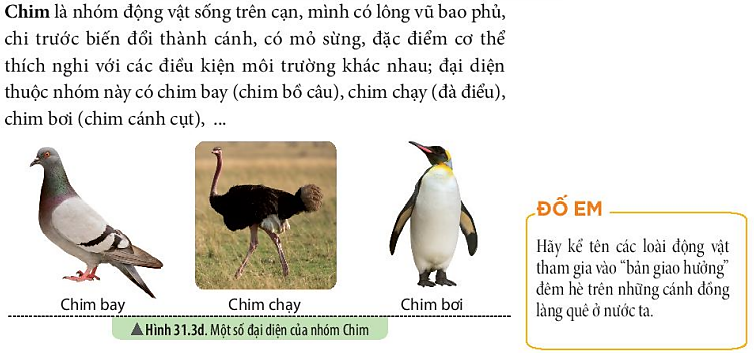 Chim là nhóm động vật sống trên cạn, mình có lông vũ bao phủ,
chi trước biến đổi thành cánh, có mỏ sừng, đặc điểm cơ thể
thích nghi với các điều kiện môi trường khác nhau; đại diện
thuộc nhóm này có chim bay (chim bồ câu), chim chạy (đà điểu),
chim bơi (chim cánh cụt), ...
Chim bay
Chim chạy
Chim bơi
▲Hình 31.3d. Một số đại diện của nhóm Chim
ĐỐ EM
Hãy kể tên các loài động vật
tham gia vào “bản giao hưởng”
đêm hè trên những cánh đồng
làng quê ở nước ta.